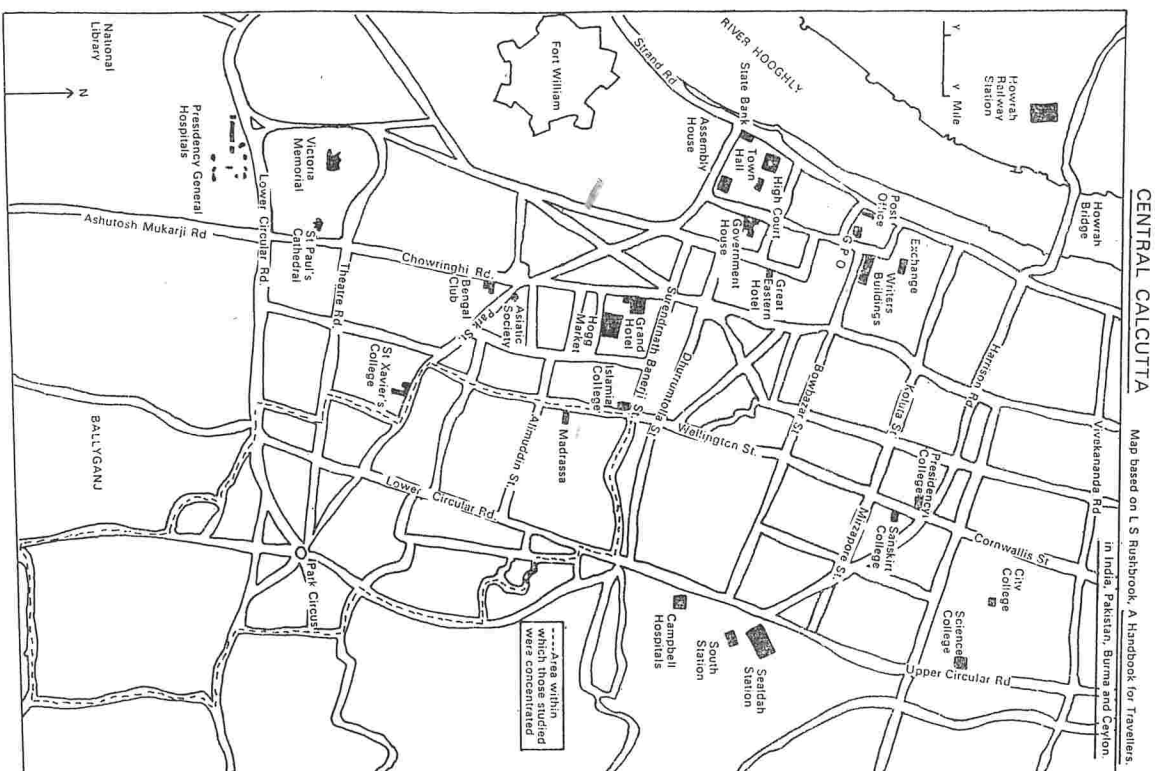 CENTRAL CALCUTTA
Map based on L S Rushbrook, A Handbook for Travellers.
in India, Pakistan, Burma and Ceylon.
Howrah
Railway
Station
Y Y Mile
RIVER HOOGHLY
Strand Rd
Howrah
Bridge
Vivekananda Rd
Harrison Rd
Post
Office
G P O
Exchange
Writers
Buildings
Kolura St.
Bowbazar St
State Bank
High Court
Town
Hall
Assembly
House
Government
House
Great
Eastern
Hotel
Fort William
Surendranath Banerji St.
Dhurrumtolla St
Grand
Hotel
Hogg
Market
Islamia
College
Wellington St.
Madrassa
Alimuddin St.
Asiatic
Society
Park St.
Bengal
Club
Chowringhi Rd.
Theatre Rd.
St Xavier's
College
Victoria
Memorial
St Paul's
Cathedral
Lower Circular Rd.
Presidency General
Hospitals
National
Library
N
Ashutosh Mukarji Rd
BALLYGANJ
Lower Circular Rd.
Park Circus
Presidency
College
Sanskirt
College
Mirzapore St.
Cornwallis St
City
College
Science
College
Upper Circular Rd
Sealdah
Station
South
Station
Campbell
Hospitals
----Area within
which those studied
were concentrated